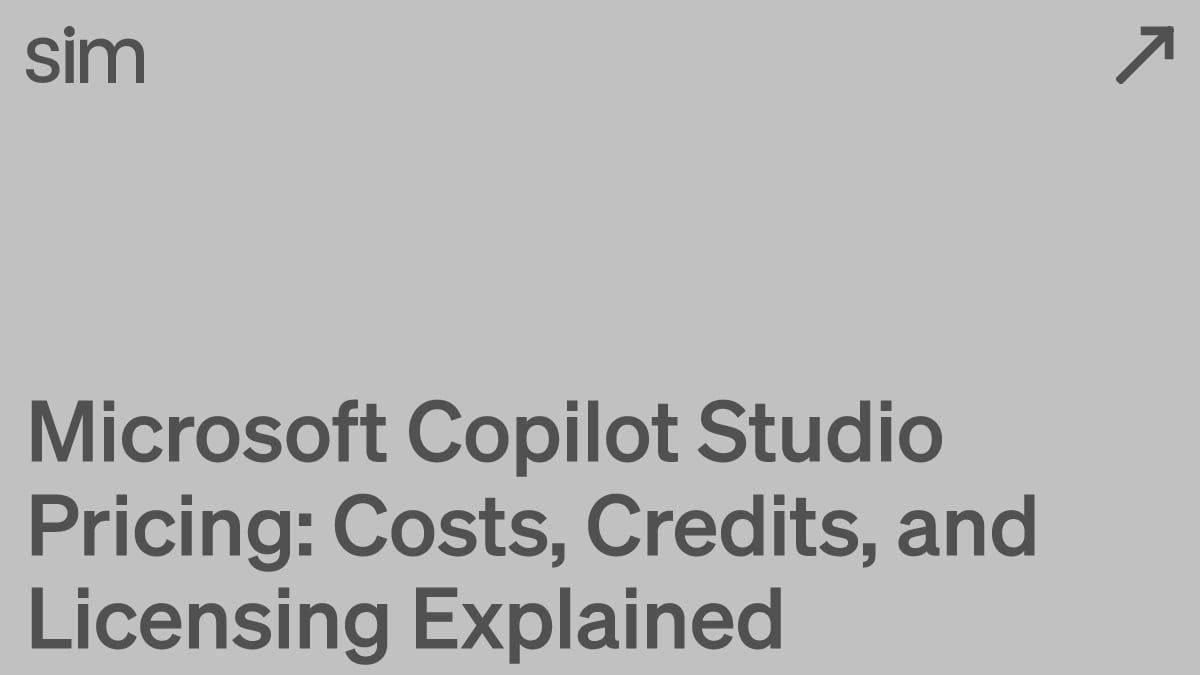 sim
Microsoft Copilot Studio
Pricing: Costs, Credits, and
Licensing Explained